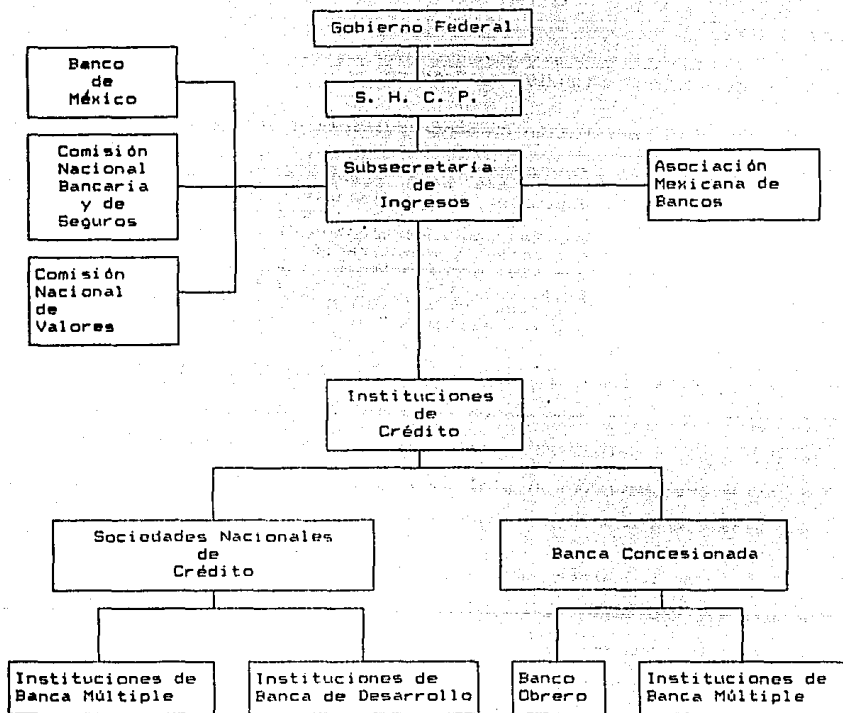 Gobierno Federal
Banco
de
México
S. H. C. P.
Comisión
Nacional
Bancaria
y de
Seguros
Subsecretaría
de
Ingresos
Asociación
Mexicana de
Bancos
Comisión
Nacional
de
Valores
Instituciones
de
Crédito
Sociedades Nacionales
de
Crédito
Banca Concesionada
Instituciones de
Banca Múltiple
Instituciones de
Banca de Desarrollo
Banco
Obrero
Instituciones de
Banca Múltiple